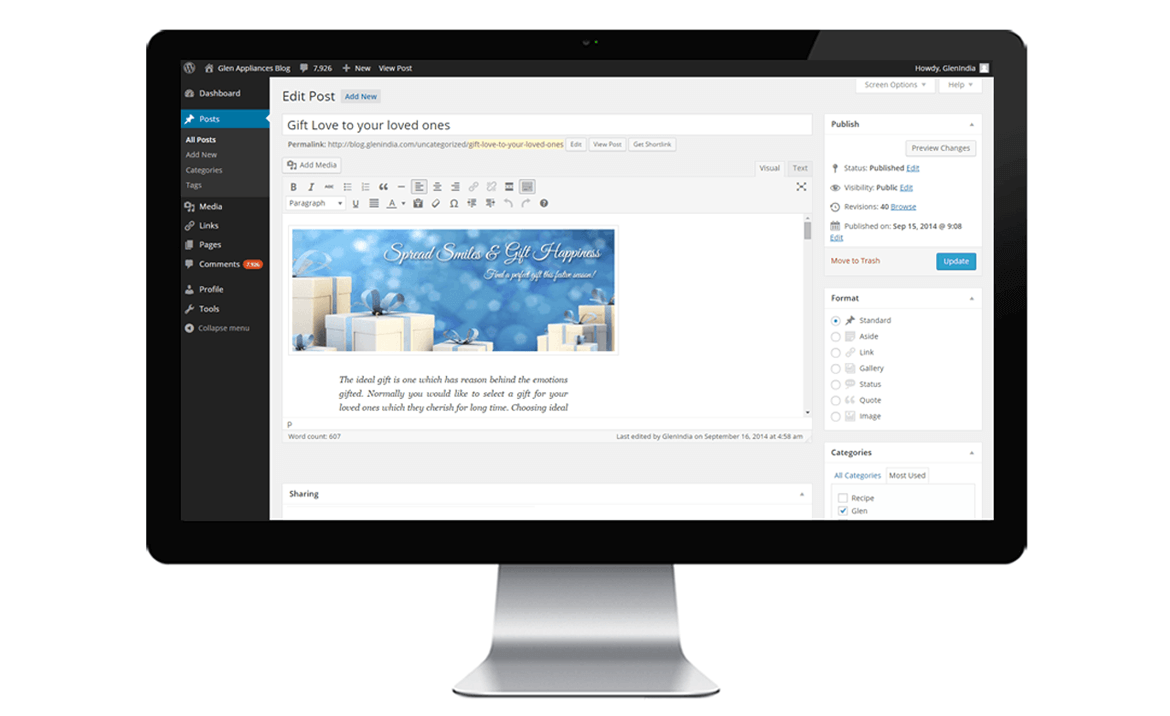 Glen Appliances Blog 7,926 New View Post Howdy, GlenIndia
Dashboard
Posts
All Posts
Add New
Categories
Tags
Media
Links
Pages
Comments 7,926
Profile
Tools
Collapse menu
Screen Options Help
Edit Post Add New
Gift Love to your loved ones
Permalink: http://blog.glenindia.com/uncategorized/gift-love-to-your-loved-ones Edit View Post Get Shortlink
Add Media Visual Text
B I ABC
Paragraph U A Ω
Spread Smiles & Gift Happiness
Find a perfect gift this festive season!
The ideal gift is one which has reason behind the emotions
gifted. Normally you would like to select a gift for your
loved ones which they cherish for long time. Choosing ideal
p
Word count: 607 Last edited by GlenIndia on September 16, 2014 at 4:58 am
Sharing
Publish
Preview Changes
Status: Published Edit
Visibility: Public Edit
Revisions: 40 Browse
Published on: Sep 15, 2014 @ 9:08
Edit
Move to Trash Update
Format
Standard
Aside
Link
Gallery
Status
Quote
Image
Categories
All Categories Most Used
Recipe
Glen